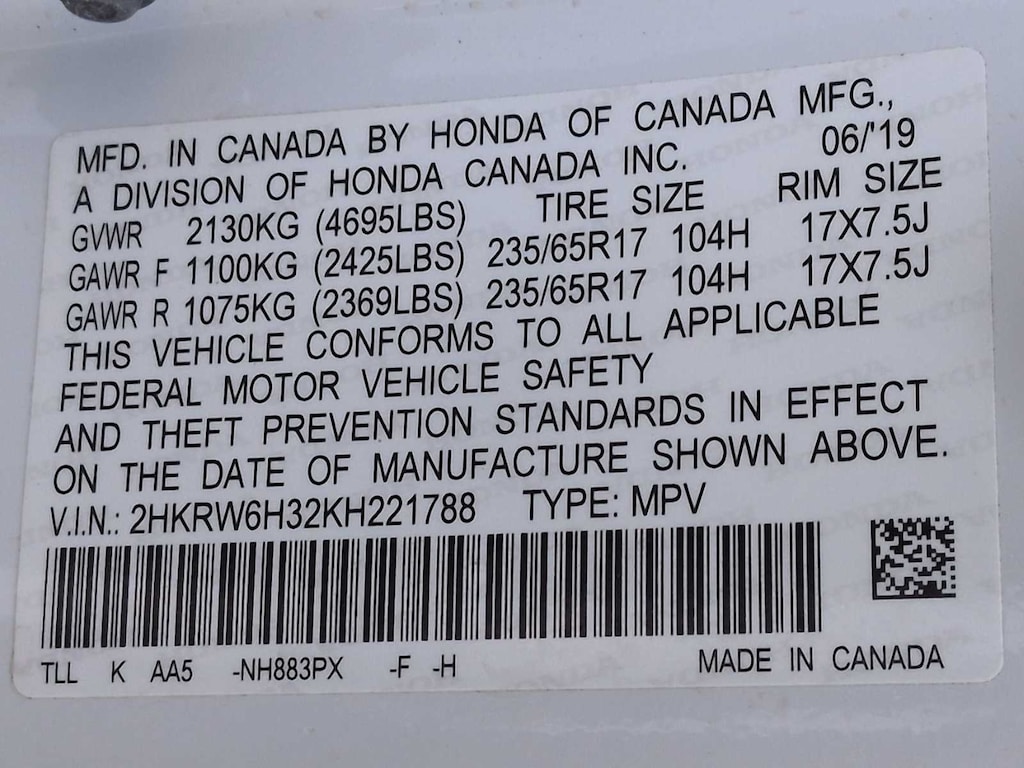 MFD. IN CANADA BY HONDA OF CANADA MFG.,
A DIVISION OF HONDA CANADA INC. 06/'19
GVWR 2130KG (4695LBS) TIRE SIZE RIM SIZE
GAWR F 1100KG (2425LBS) 235/65R17 104H 17X7.5J
GAWR R 1075KG (2369LBS) 235/65R17 104H 17X7.5J
THIS VEHICLE CONFORMS TO ALL APPLICABLE
FEDERAL MOTOR VEHICLE SAFETY
AND THEFT PREVENTION STANDARDS IN EFFECT
ON THE DATE OF MANUFACTURE SHOWN ABOVE.
V.I.N.: 2HKRW6H32KH221788 TYPE: MPV
TLL K AA5 -NH883PX -F -H MADE IN CANADA